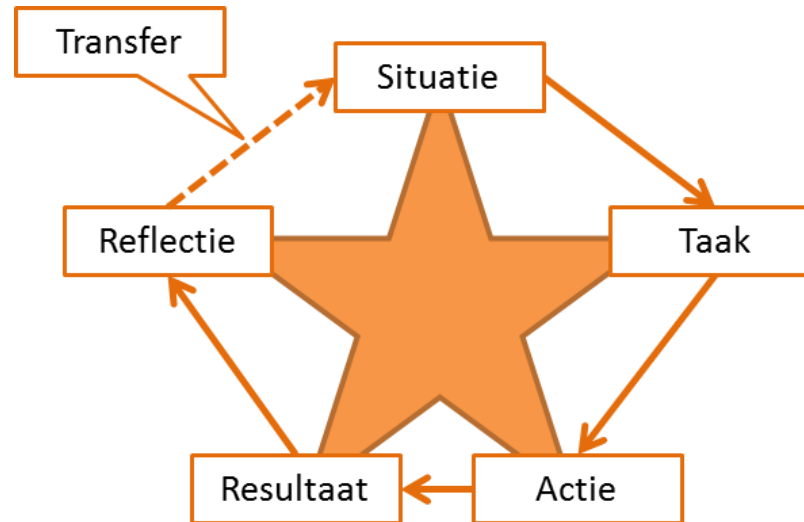 Transfer
Situatie
Reflectie
Taak
Resultaat
Actie